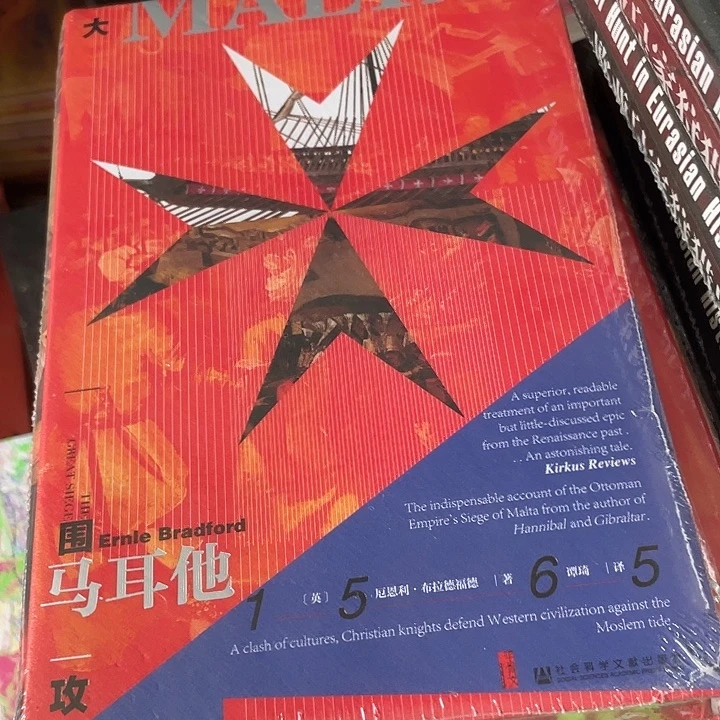 大
MALTA
THE
GREAT SIEGE
围
Ernle Bradford
马耳他
攻
A superior, readable
treatment of an important
but little-discussed epic
from the Renaissance past .
. . An astonishing tale.
Kirkus Reviews
The indispensable account of the Ottoman
Empire's Siege of Malta from the author of
Hannibal and Gibraltar.
1 〔英〕 5 厄恩利·布拉德福德 | 著 6 谭琦 | 译 5
A clash of cultures, Christian knights defend Western civilization against the
Moslem tide
社会科学文献出版
Eurasian
Hunt in Eurasian